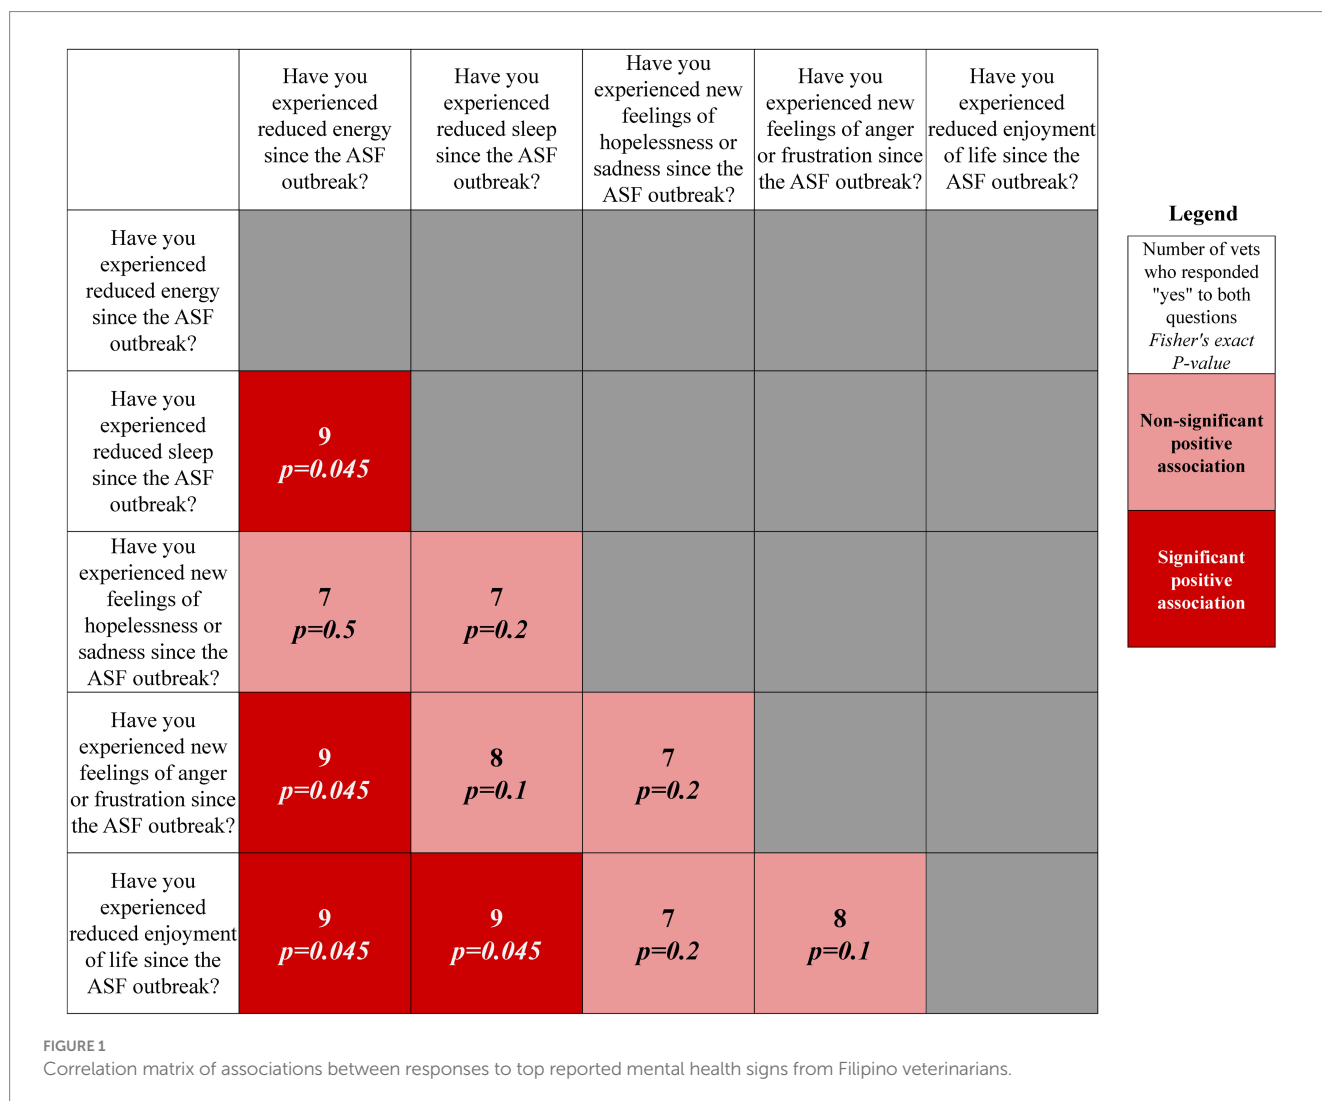 Have you
experienced
reduced energy
since the ASF
outbreak?
Have you
experienced
reduced sleep
since the ASF
outbreak?
Have you
experienced new
feelings of
hopelessness or
sadness since the
ASF outbreak?
Have you
experienced new
feelings of anger
or frustration since
the ASF outbreak?
Have you
experienced
reduced enjoyment
of life since the
ASF outbreak?
Have you
experienced
reduced energy
since the ASF
outbreak?
Have you
experienced
reduced sleep
since the ASF
outbreak?
9
p=0.045
Have you
experienced new
feelings of
hopelessness or
sadness since the
ASF outbreak?
7
p=0.5
7
p=0.2
Have you
experienced new
feelings of anger
or frustration since
the ASF outbreak?
9
p=0.045
8
p=0.1
7
p=0.2
Have you
experienced
reduced enjoyment
of life since the
ASF outbreak?
9
p=0.045
9
p=0.045
7
p=0.2
8
p=0.1
Legend
Number of vets
who responded
"yes" to both
questions
Fisher's exact
P-value
Non-significant
positive
association
Significant
positive
association
FIGURE 1
Correlation matrix of associations between responses to top reported mental health signs from Filipino veterinarians.